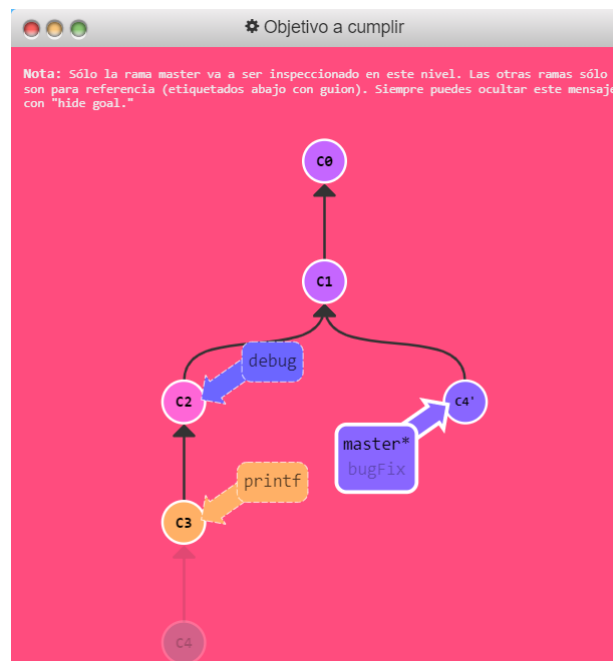 Objetivo a cumplir
Nota: Sólo la rama master va a ser inspeccionado en este nivel. Las otras ramas sólo
son para referencia (etiquetados abajo con guion). Siempre puedes ocultar este mensaje
con "hide goal."
C0
C1
debug
C2
C4'
master*
bugFix
printf
C3
C4